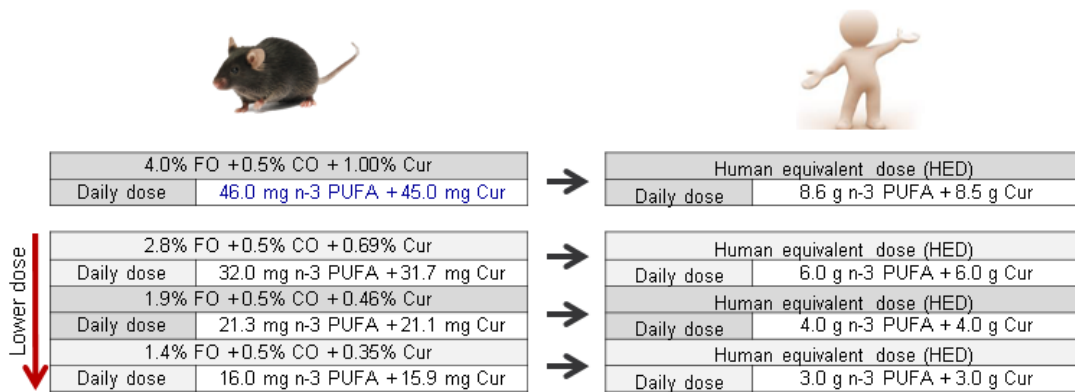 4.0% FO +0.5% CO +1.00% Cur
Daily dose 46.0 mg n-3 PUFA +45.0 mg Cur
Human equivalent dose (HED)
Daily dose 8.6 g n-3 PUFA +8.5 g Cur
Lower dose
2.8% FO +0.5% CO +0.69% Cur
Daily dose 32.0 mg n-3 PUFA +31.7 mg Cur
1.9% FO +0.5% CO +0.46% Cur
Daily dose 21.3 mg n-3 PUFA +21.1 mg Cur
1.4% FO +0.5% CO +0.35% Cur
Daily dose 16.0 mg n-3 PUFA +15.9 mg Cur
Human equivalent dose (HED)
Daily dose 6.0 g n-3 PUFA +6.0 g Cur
Human equivalent dose (HED)
Daily dose 4.0 g n-3 PUFA +4.0 g Cur
Human equivalent dose (HED)
Daily dose 3.0 g n-3 PUFA +3.0 g Cur